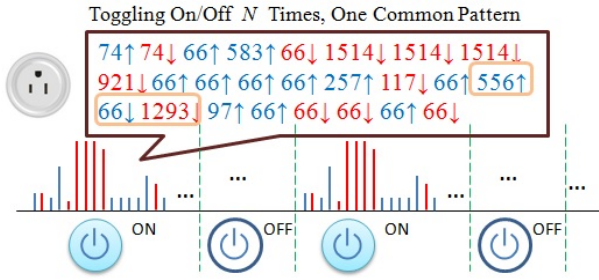 Toggling On/Off N Times, One Common Pattern
74↑ 74↓ 66↑ 583↑ 66↓ 1514↓ 1514↓ 1514↓
921↓ 66↑ 66↑ 66↑ 66↑ 257↑ 117↓ 66↑ 556↑
66↓ 1293↓ 97↑ 66↑ 66↓ 66↓ 66↑ 66↓
... ... ... ... ...
ON OFF ON OFF